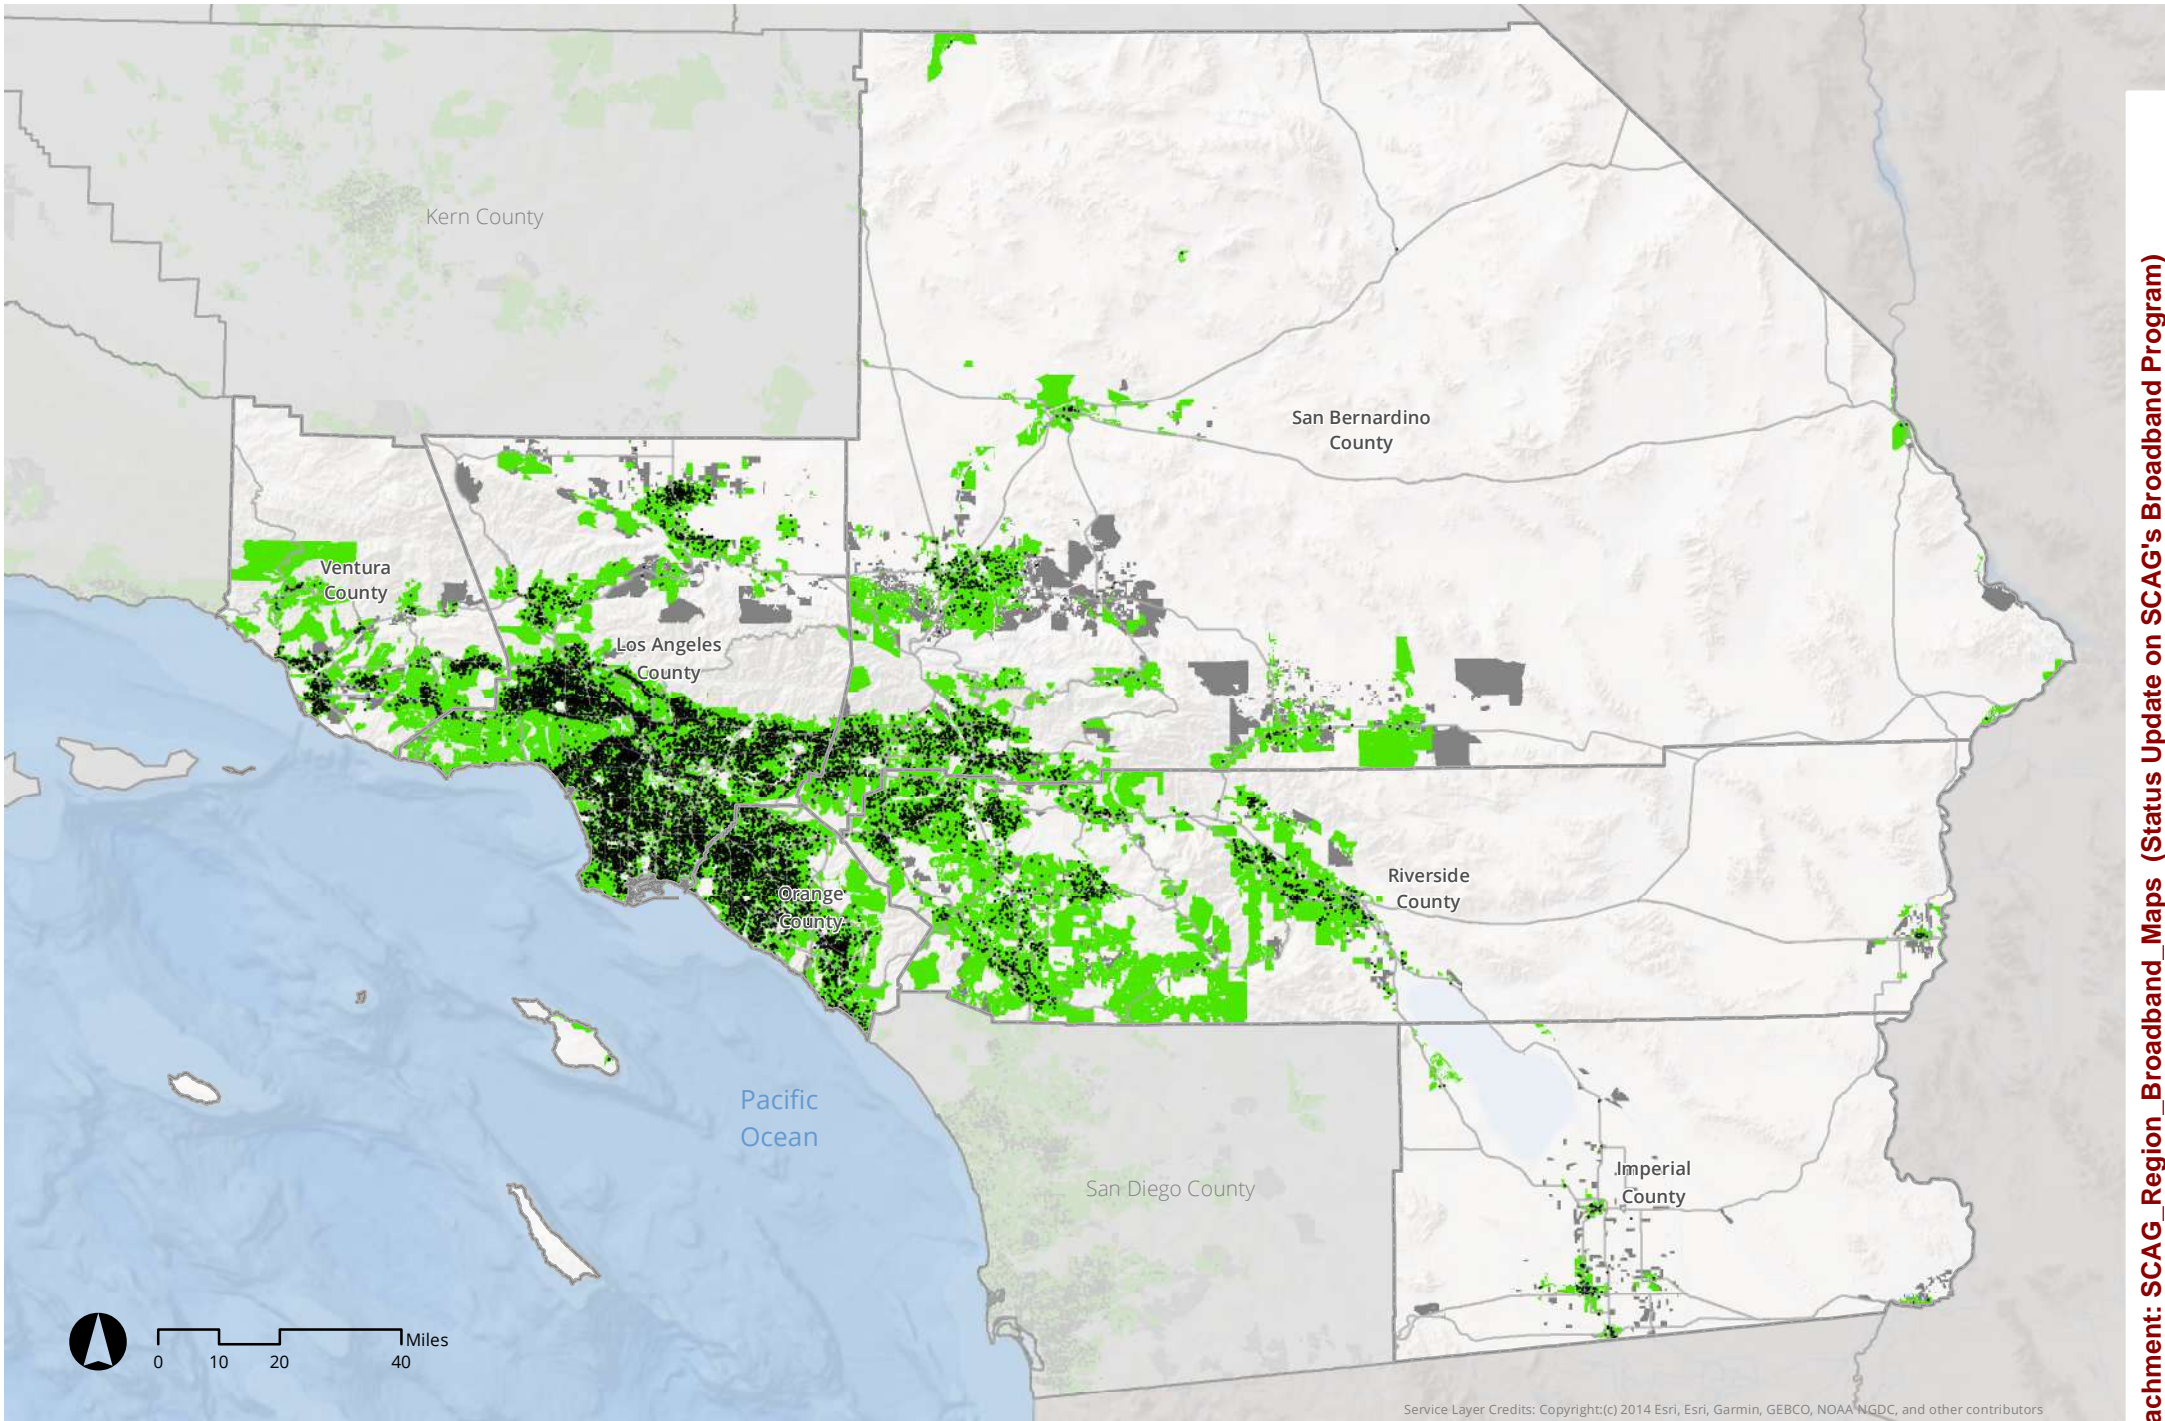 Kern County
San Bernardino
County
Ventura
County
Los Angeles
County
Riverside
County
Orange
County
Pacific
Ocean
San Diego County
Imperial
County
Miles
0 10 20 40
Service Layer Credits: Copyright:(c) 2014 Esri, Esri, Garmin, GEBCO, NOAA NGDC, and other contributors
achment: SCAG_Region_Broadband_Maps (Status Update on SCAG's Broadband Program)